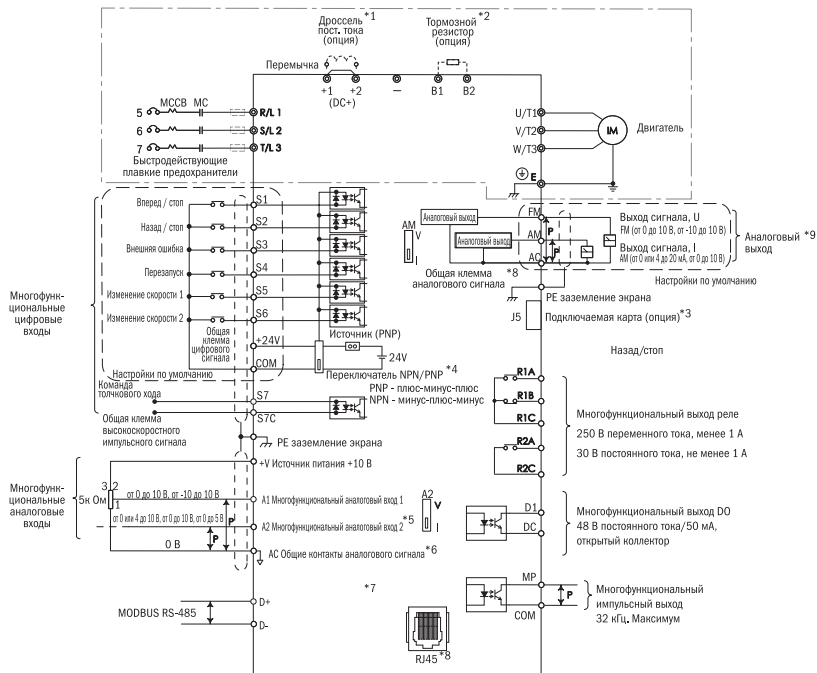 Дроссель *1
пост. тока
(опция)
Тормозной *2
резистор
(опция)
Перемычка
+1 +2 − B1 B2
(DC+)
MCCB MC
5 R/L 1
6 S/L 2
7 T/L 3
Быстродействующие
плавкие предохранители
U/T1
V/T2
W/T3
IM
Двигатель
E
Вперед / стоп
S1
Назад / стоп
S2
Внешняя ошибка
S3
Перезапуск
S4
Изменение скорости 1
S5
Изменение скорости 2
S6
Многофунк-
циональные
цифровые
входы
Общая
клемма
цифрового
сигнала
Источник (PNP)
+24V
24V
COM
Настройки по умолчанию
Переключатель NPN/PNP *4
PNP - плюс-минус-плюс
NPN - минус-плюс-минус
Команда
толчкового хода
S7
S7C
Общая клемма
высокоскоростного
импульсного сигнала
PE заземление экрана
AM
V
I
Аналоговый выход
Аналоговый выход
FM
AM
AC
P
P
Общая клемма *8
аналогового сигнала
Выход сигнала, U
FM (от 0 до 10 В, от -10 до 10 В)
Выход сигнала, I
AM (от 0 или 4 до 20 мА, от 0 до 10 В)
Аналоговый *9
выход
Настройки по умолчанию
PE заземление экрана
J5
Подключаемая карта (опция) *3
Назад/стоп
R1A
R1B
R1C
R2A
R2C
Многофункциональный выход реле
250 В переменного тока, менее 1 А
30 В постоянного тока, не менее 1 А
Многофунк-
циональные
аналоговые
входы
+V Источник питания +10 В
3 2
5к Ом
1
от 0 до 10 В, от -10 до 10 В
A1 Многофункциональный аналоговый вход 1
от 0 или 4 до 10 В, от 0 до 10 В, от 0 до 5 В
A2 Многофункциональный аналоговый вход 2 *5
P
P
0 В
AC Общие контакты аналогового сигнала *6
A2
V
I
D1
DC
Многофункциональный выход DO
48 В постоянного тока/50 мА,
открытый коллектор
MP
P
COM
Многофункциональный
импульсный выход
32 кГц. Максимум
*7
MODBUS RS-485
D+
D-
RJ45 *8